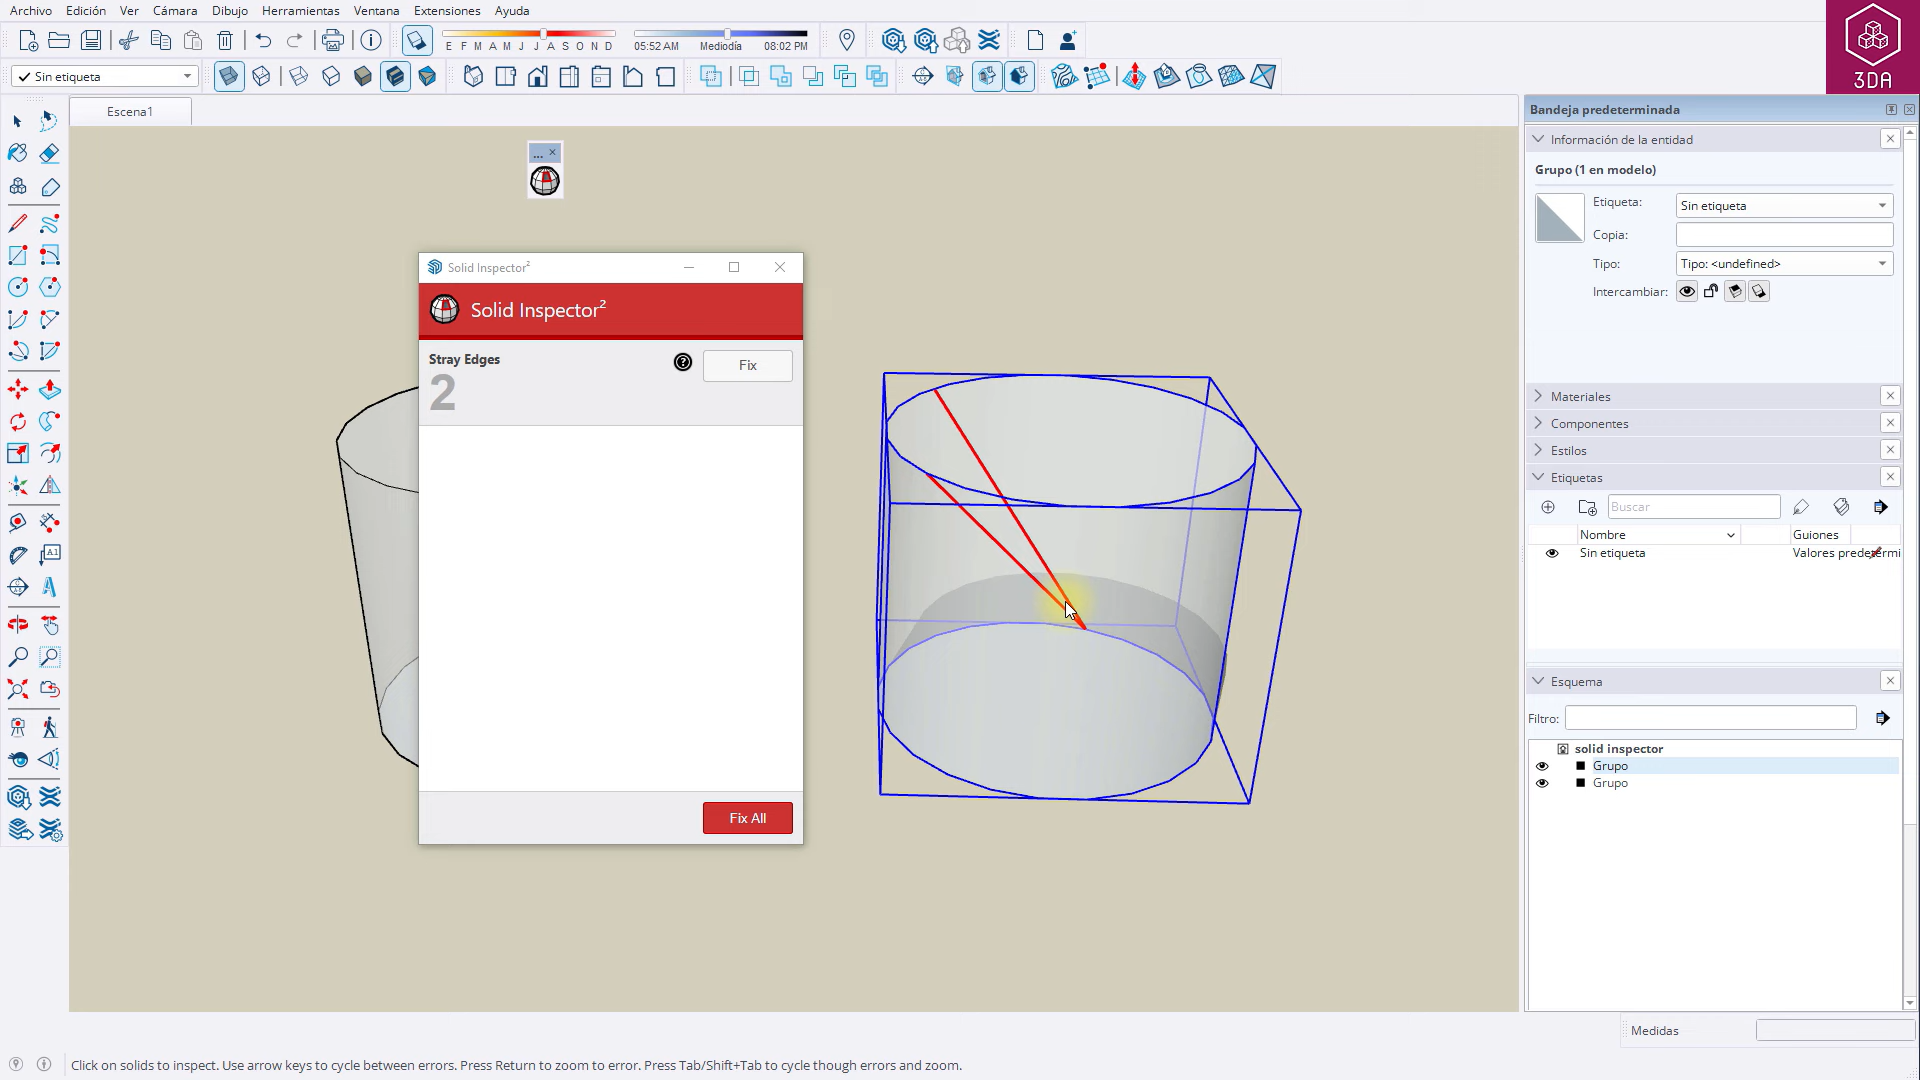 Archivo Edición Ver Cámara Dibujo Herramientas Ventana Extensiones Ayuda
E F M A M J J A S O N D
05:52 AM Mediodía 08:02 PM
3DA
Sin etiqueta
Escena1
Bandeja predeterminada
Información de la entidad
Grupo (1 en modelo)
Etiqueta: Sin etiqueta
Copia:
Tipo: Tipo: <undefined>
Intercambiar:
Materiales
Componentes
Estilos
Etiquetas
Buscar
Nombre Guiones
Sin etiqueta Valores predetermi
Esquema
Filtro:
solid inspector
Grupo
Grupo
Medidas
...
Solid Inspector²
Solid Inspector²
Stray Edges
2
Fix
Fix All
A1
Click on solids to inspect. Use arrow keys to cycle between errors. Press Return to zoom to error. Press Tab/Shift+Tab to cycle though errors and zoom.